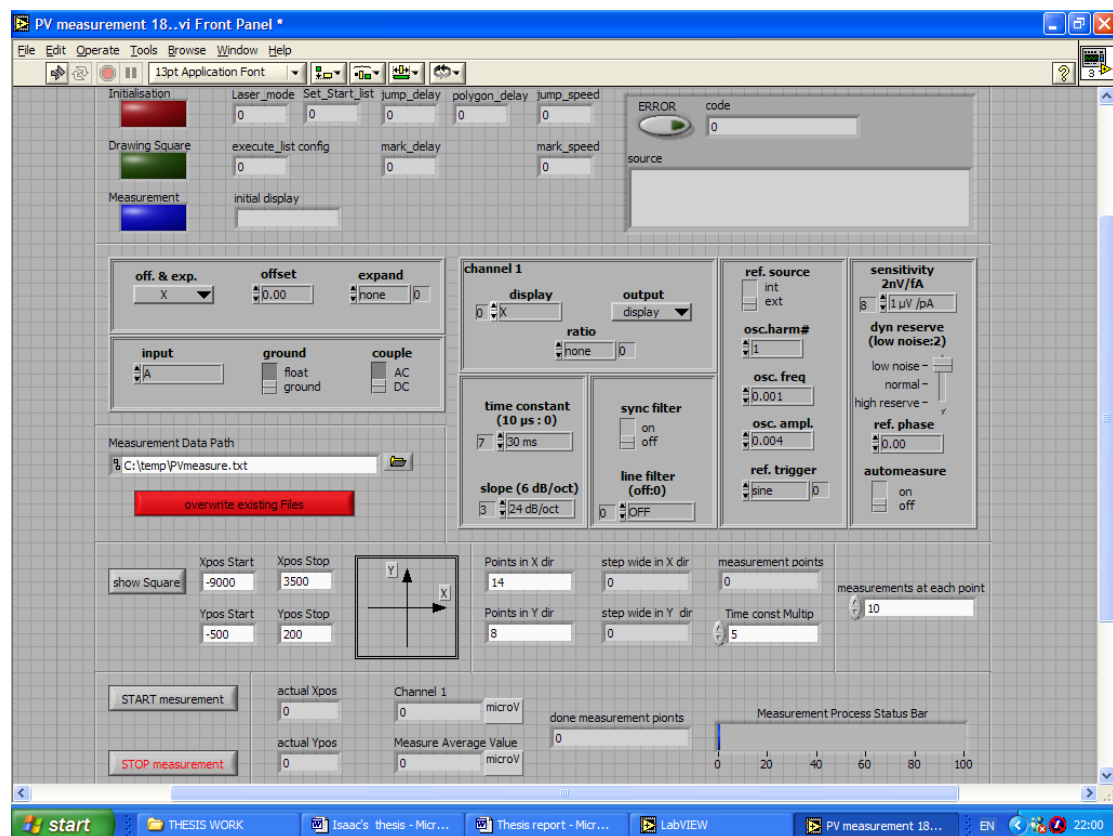 PV measurement 18..vi Front Panel *
File Edit Operate Tools Browse Window Help
13pt Application Font
3
Initialisation Laser_mode Set_Start_list jump_delay polygon_delay jump_speed
0 0 0 0 0
ERROR code
0
Drawing Square execute_list config mark_delay mark_speed
0 0 0
source
Measurement initial display
off. & exp. offset expand
X 0.00 none 0
input ground couple
A float AC
ground DC
channel 1
display output
0 X display
ratio
none 0
time constant
(10 µs : 0)
7 30 ms
slope (6 dB/oct)
3 24 dB/oct
sync filter
on
off
line filter
(off:0)
0 OFF
ref. source
int
ext
osc.harm#
1
osc. freq
0.001
osc. ampl.
0.004
ref. trigger
sine 0
sensitivity
2nV/fA
8 1 µV /pA
dyn reserve
(low noise:2)
low noise
normal
high reserve
ref. phase
0.00
automeasure
on
off
Measurement Data Path
C:\temp\PVmeasure.txt
overwrite existing Files
show Square
Xpos Start Xpos Stop
-9000 3500
Ypos Start Ypos Stop
-500 200
Y
X
Points in X dir step wide in X dir measurement points
14 0 0
Points in Y dir step wide in Y dir Time const Multip
8 0 5
measurements at each point
10
START mesurement
STOP measurement
actual Xpos Channel 1
0 0 microV
actual Ypos Measure Average Value
0 0 microV
done measurement pionts
0
Measurement Process Status Bar
0 20 40 60 80 100
start THESIS WORK Isaac's thesis - Micr... Thesis report - Micr... LabVIEW PV measurement 18... EN 22:00